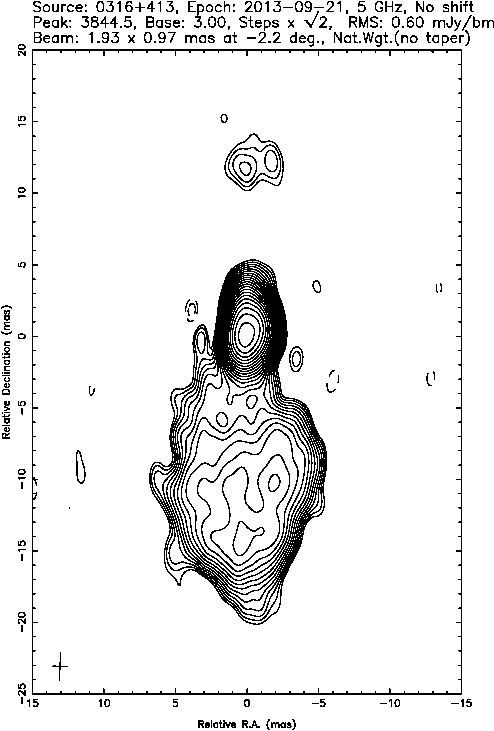 Source: 0316+413, Epoch: 2013-09-21, 5 GHz, No shift
Peak: 3844.5, Base: 3.00, Steps x √2, RMS: 0.60 mJy/bm
Beam: 1.93 x 0.97 mas at -2.2 deg., Nat.Wgt.(no taper)
20
15
10
5
0
-5
-10
-15
-20
-25
Relative Declination (mas)
15 10 5 0 -5 -10 -15
Relative R.A. (mas)